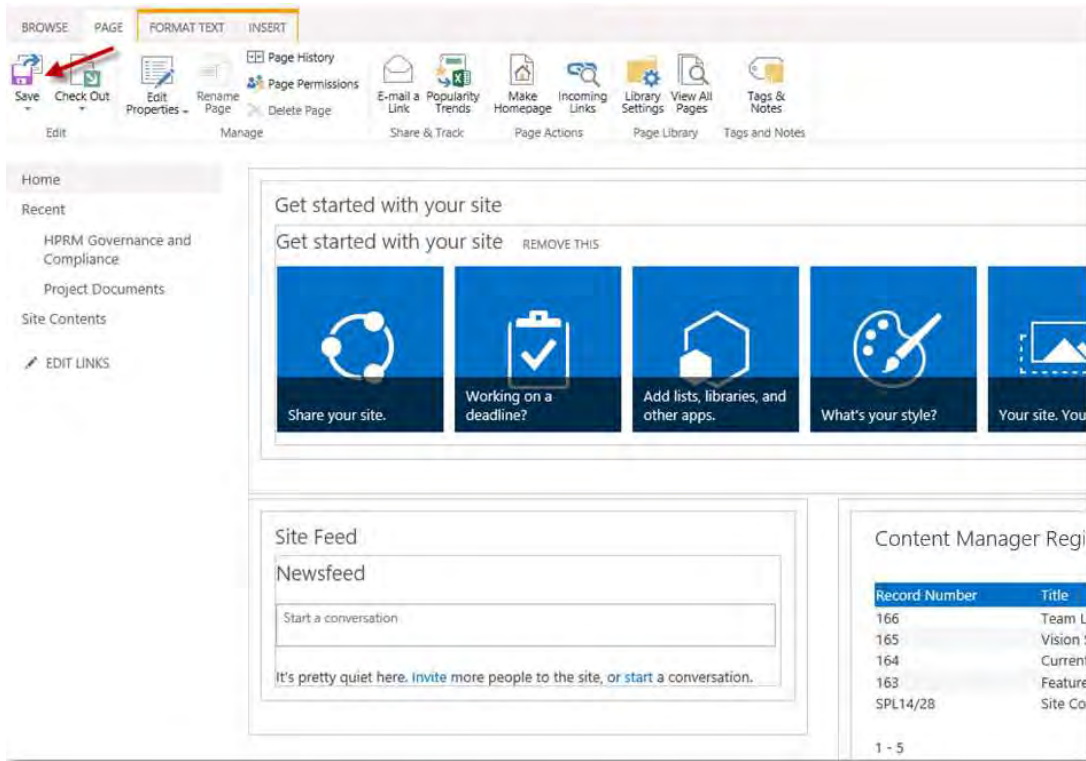 BROWSE PAGE FORMAT TEXT INSERT
Save Check Out Edit Properties Rename Page Page History
Page Permissions
Delete Page
E-mail a Link Popularity Trends Make Homepage Incoming Links Library Settings View All Pages Tags & Notes
Edit Manage Share & Track Page Actions Page Library Tags and Notes
Home
Recent
HPRM Governance and
Compliance
Project Documents
Site Contents
EDIT LINKS
Get started with your site
Get started with your site REMOVE THIS
Share your site.
Working on a
deadline?
Add lists, libraries, and
other apps.
What's your style?
Your site. You
Site Feed
Newsfeed
Start a conversation
It's pretty quiet here. Invite more people to the site, or start a conversation.
Content Manager Regi
Record Number Title
166 Team L
165 Vision S
164 Current
163 Feature
SPL14/28 Site Co
1 - 5